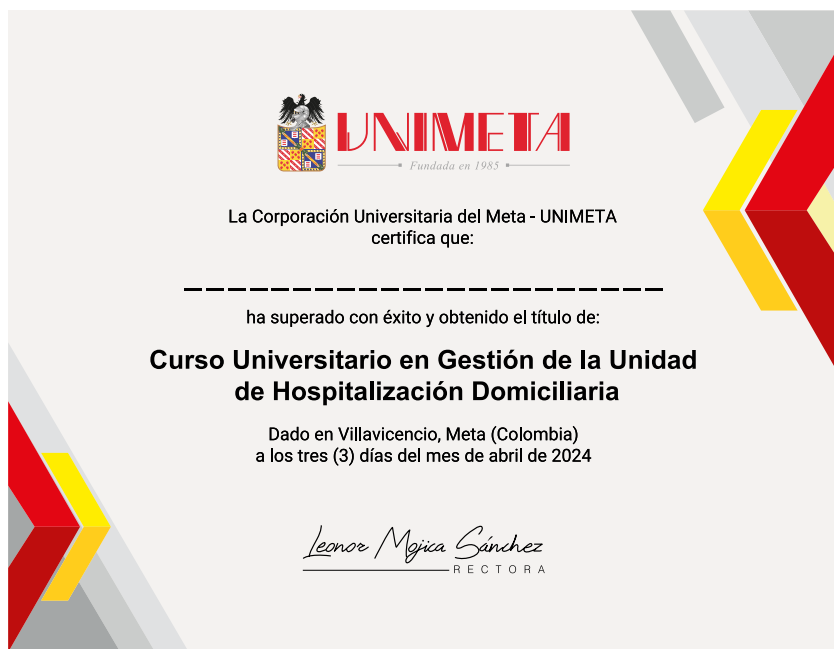 UNIMETA
Fundada en 1985
La Corporación Universitaria del Meta - UNIMETA
certifica que:
ha superado con éxito y obtenido el título de:
Curso Universitario en Gestión de la Unidad
de Hospitalización Domiciliaria
Dado en Villavicencio, Meta (Colombia)
a los tres (3) días del mes de abril de 2024
Leonor Mojica Sánchez
RECTORA